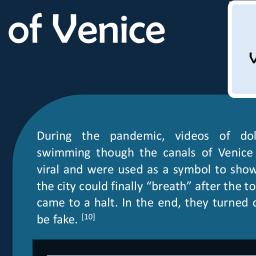 of Venice
During the pandemic, videos of dol
swimming though the canals of Venice
viral and were used as a symbol to show
the city could finally “breath” after the to
came to a halt. In the end, they turned
be fake. [10]